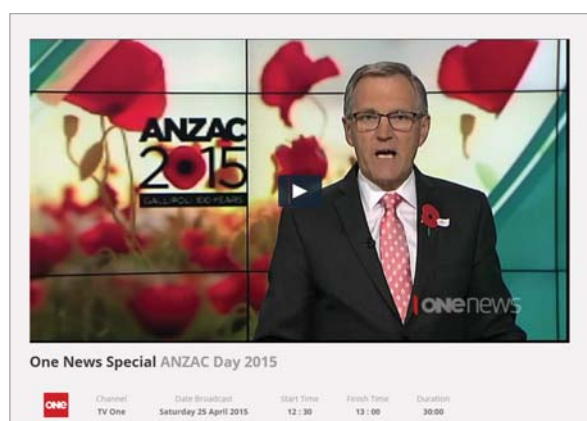 ANZAC
2015
GALLIPOLI 100 YEARS
ONE news
One News Special ANZAC Day 2015
ONE
Channel Date Broadcast Start Time Finish Time Duration
TV One Saturday 25 April 2015 12 : 30 13 : 00 30:00